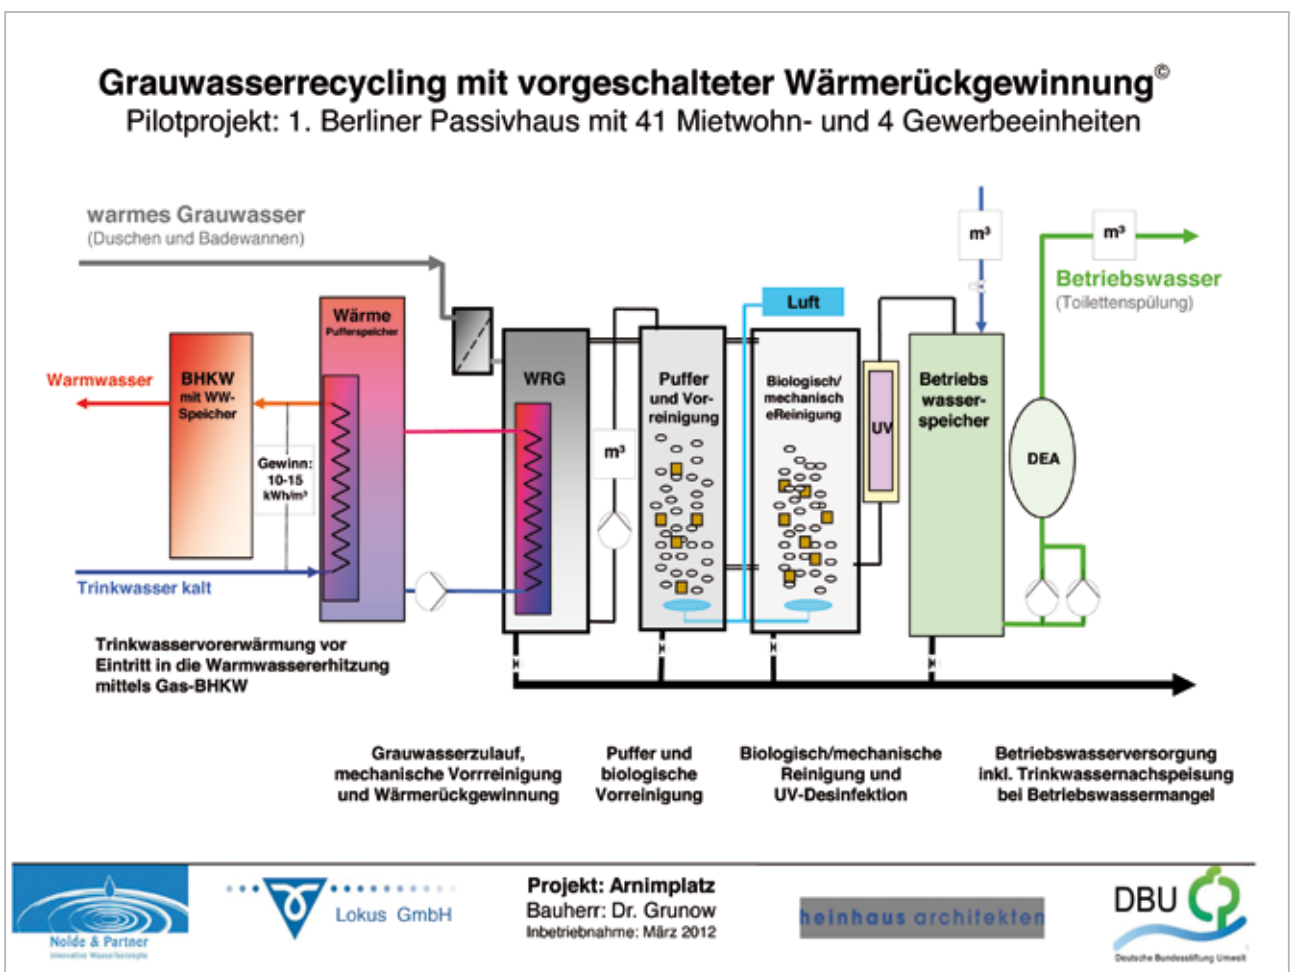 Grauwasserrecycling mit vorgeschalteter Wärmerückgewinnung©
Pilotprojekt: 1. Berliner Passivhaus mit 41 Mietwohn- und 4 Gewerbeeinheiten
warmes Grauwasser
(Duschen und Badewannen)
m³
m³
Betriebswasser
(Toilettenspülung)
Luft
Wärme
Pufferspeicher
Warmwasser
BHKW
mit WW-
Speicher
WRG
Puffer
und Vor-
reinigung
Biologisch/
mechanisch
eReinigung
UV
Betriebs
wasser-
speicher
DEA
Gewinn:
10-15
kWh/m³
m³
Trinkwasser kalt
Trinkwasservorerwärmung vor
Eintritt in die Warmwassererhitzung
mittels Gas-BHKW
Grauwasserzulauf,
mechanische Vorrreinigung
und Wärmerückgewinnung
Puffer und
biologische
Vorreinigung
Biologisch/mechanische
Reinigung und
UV-Desinfektion
Betriebswasserversorgung
inkl. Trinkwassernachspeisung
bei Betriebswassermangel
Nolde & Partner
innovative Wasserkonzepte
Lokus GmbH
Projekt: Arnimplatz
Bauherr: Dr. Grunow
Inbetriebnahme: März 2012
heinhaus architekten
DBU
Deutsche Bundesstiftung Umwelt